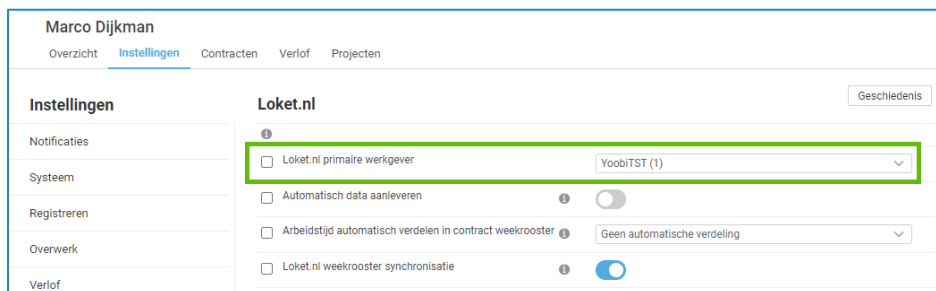 Marco Dijkman
Overzicht Instellingen Contracten Verlof Projecten
Instellingen
Notificaties
Systeem
Registreren
Overwerk
Verlof
Loket.nl
Geschiedenis
Loket.nl primaire werkgever YoobiTST (1)
Automatisch data aanleveren
Arbeidstijd automatisch verdelen in contract weekrooster Geen automatische verdeling
Loket.nl weekrooster synchronisatie